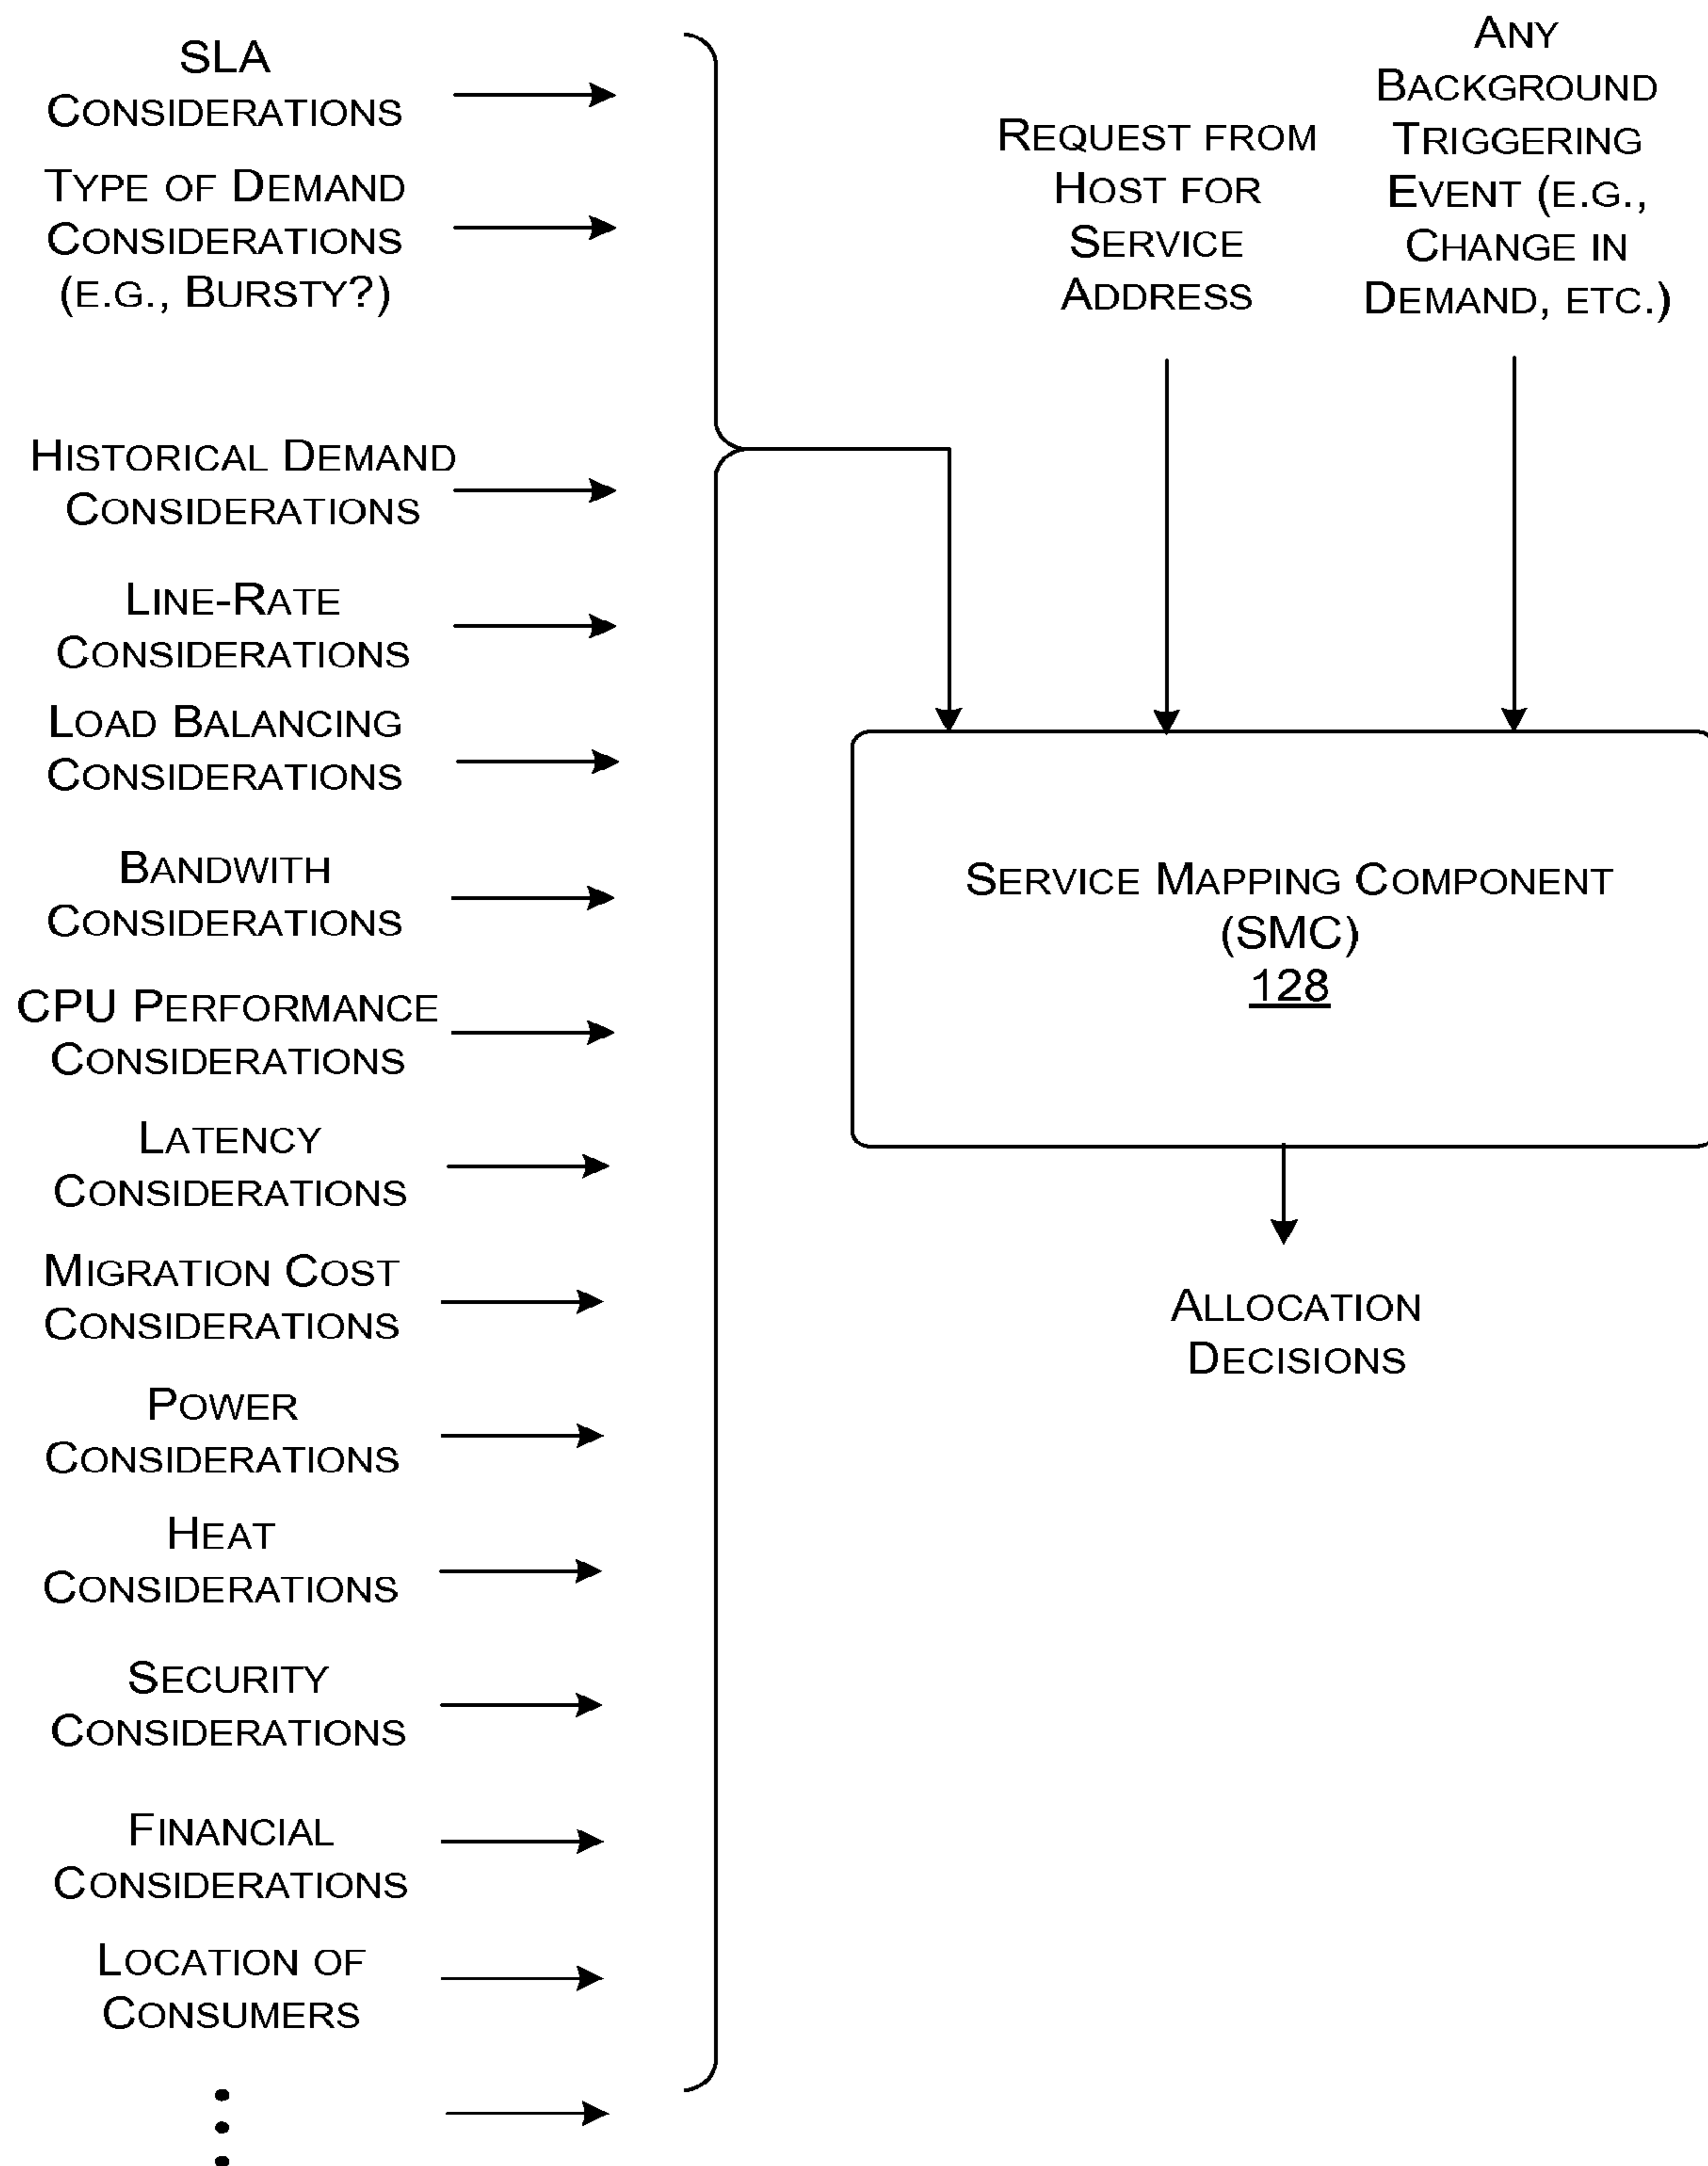 SLA
CONSIDERATIONS
TYPE OF DEMAND
CONSIDERATIONS
(E.G., BURSTY?)
HISTORICAL DEMAND
CONSIDERATIONS
LINE-RATE
CONSIDERATIONS
LOAD BALANCING
CONSIDERATIONS
BANDWITH
CONSIDERATIONS
CPU PERFORMANCE
CONSIDERATIONS
LATENCY
CONSIDERATIONS
MIGRATION COST
CONSIDERATIONS
POWER
CONSIDERATIONS
HEAT
CONSIDERATIONS
SECURITY
CONSIDERATIONS
FINANCIAL
CONSIDERATIONS
LOCATION OF
CONSUMERS
REQUEST FROM
HOST FOR
SERVICE
ADDRESS
ANY
BACKGROUND
TRIGGERING
EVENT (E.G.,
CHANGE IN
DEMAND, ETC.)
SERVICE MAPPING COMPONENT
(SMC)
128
ALLOCATION
DECISIONS